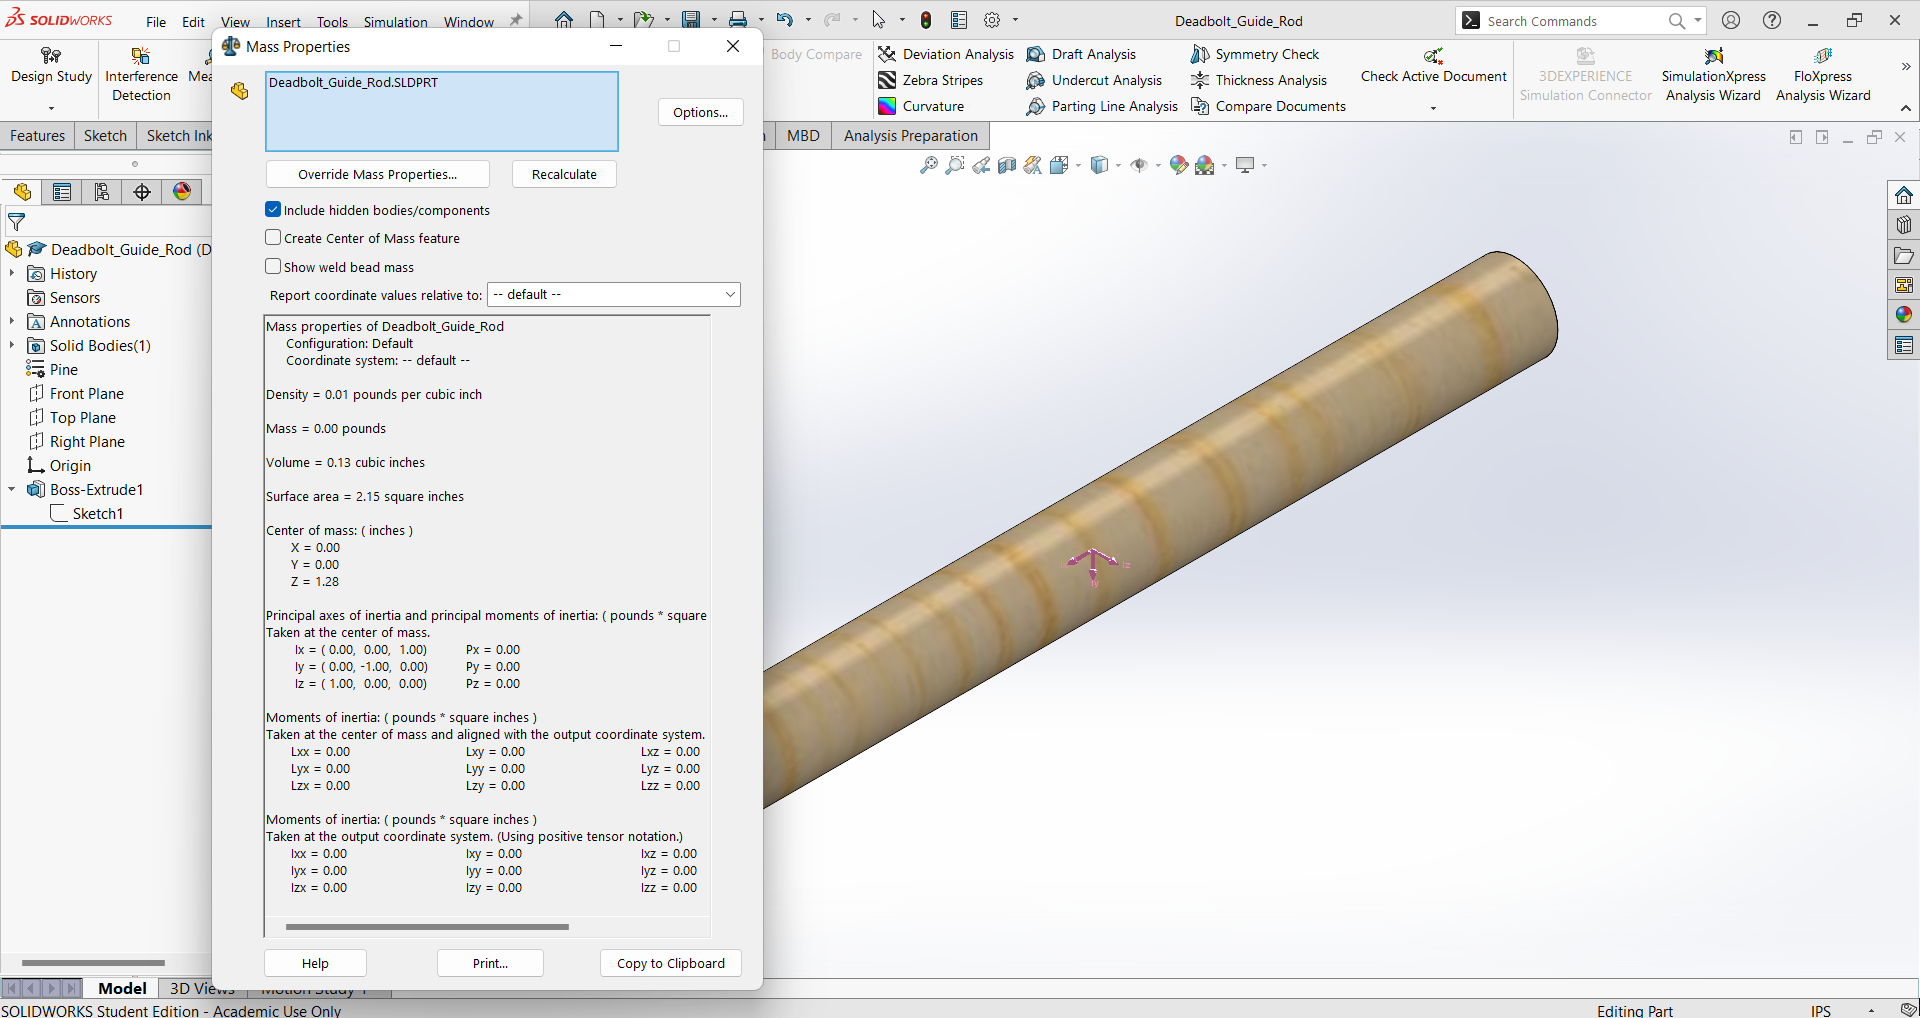 SOLIDWORKS File Edit View Insert Tools Simulation Window Deadbolt_Guide_Rod Search Commands
Design Study
Interference
Detection
Mea
Body Compare
Deviation Analysis
Zebra Stripes
Curvature
Draft Analysis
Undercut Analysis
Parting Line Analysis
Symmetry Check
Thickness Analysis
Compare Documents
Check Active Document
3DEXPERIENCE
Simulation Connector
SimulationXpress
Analysis Wizard
FloXpress
Analysis Wizard
Features Sketch Sketch Ink MBD Analysis Preparation
Deadbolt_Guide_Rod (D
History
Sensors
Annotations
Solid Bodies(1)
Pine
Front Plane
Top Plane
Right Plane
Origin
Boss-Extrude1
Sketch1
Mass Properties
Deadbolt_Guide_Rod.SLDPRT
Options...
Override Mass Properties... Recalculate
Include hidden bodies/components
Create Center of Mass feature
Show weld bead mass
Report coordinate values relative to: -- default --
Mass properties of Deadbolt_Guide_Rod
Configuration: Default
Coordinate system: -- default --
Density = 0.01 pounds per cubic inch
Mass = 0.00 pounds
Volume = 0.13 cubic inches
Surface area = 2.15 square inches
Center of mass: ( inches )
X = 0.00
Y = 0.00
Z = 1.28
Principal axes of inertia and principal moments of inertia: ( pounds * square
Taken at the center of mass.
Ix = ( 0.00, 0.00, 1.00) Px = 0.00
Iy = ( 0.00, -1.00, 0.00) Py = 0.00
Iz = ( 1.00, 0.00, 0.00) Pz = 0.00
Moments of inertia: ( pounds * square inches )
Taken at the center of mass and aligned with the output coordinate system.
Lxx = 0.00 Lxy = 0.00 Lxz = 0.00
Lyx = 0.00 Lyy = 0.00 Lyz = 0.00
Lzx = 0.00 Lzy = 0.00 Lzz = 0.00
Moments of inertia: ( pounds * square inches )
Taken at the output coordinate system. (Using positive tensor notation.)
Ixx = 0.00 Ixy = 0.00 Ixz = 0.00
Iyx = 0.00 Iyy = 0.00 Iyz = 0.00
Izx = 0.00 Izy = 0.00 Izz = 0.00
Help Print... Copy to Clipboard
Model 3D Views Motion Study 1
SOLIDWORKS Student Edition - Academic Use Only Editing Part IPS